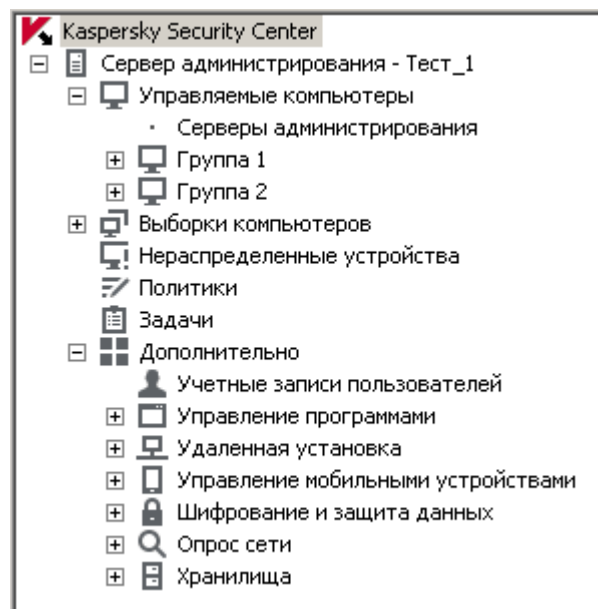 Kaspersky Security Center
Сервер администрирования - Тест_1
Управляемые компьютеры
Серверы администрирования
Группа 1
Группа 2
Выборки компьютеров
Нераспределенные устройства
Политики
Задачи
Дополнительно
Учетные записи пользователей
Управление программами
Удаленная установка
Управление мобильными устройствами
Шифрование и защита данных
Опрос сети
Хранилища